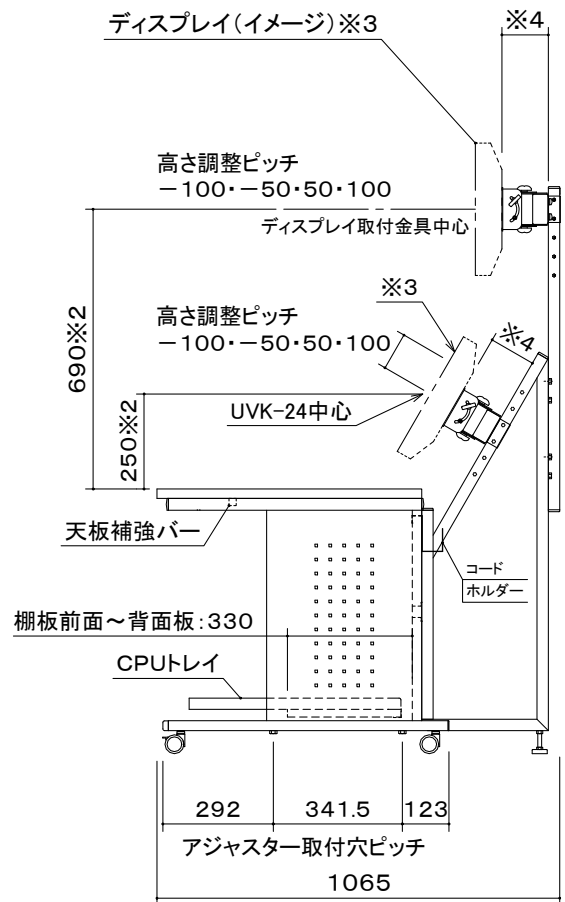 ディスプレイ(イメージ)※3
※4
高さ調整ピッチ
－100・－50・50・100
ディスプレイ取付金具中心
※3
※4
高さ調整ピッチ
－100・－50・50・100
690※2
250※2
UVK-24中心
天板補強バー
コード
ホルダー
棚板前面～背面板：330
CPUトレイ
292
341.5
123
アジャスター取付穴ピッチ
1065